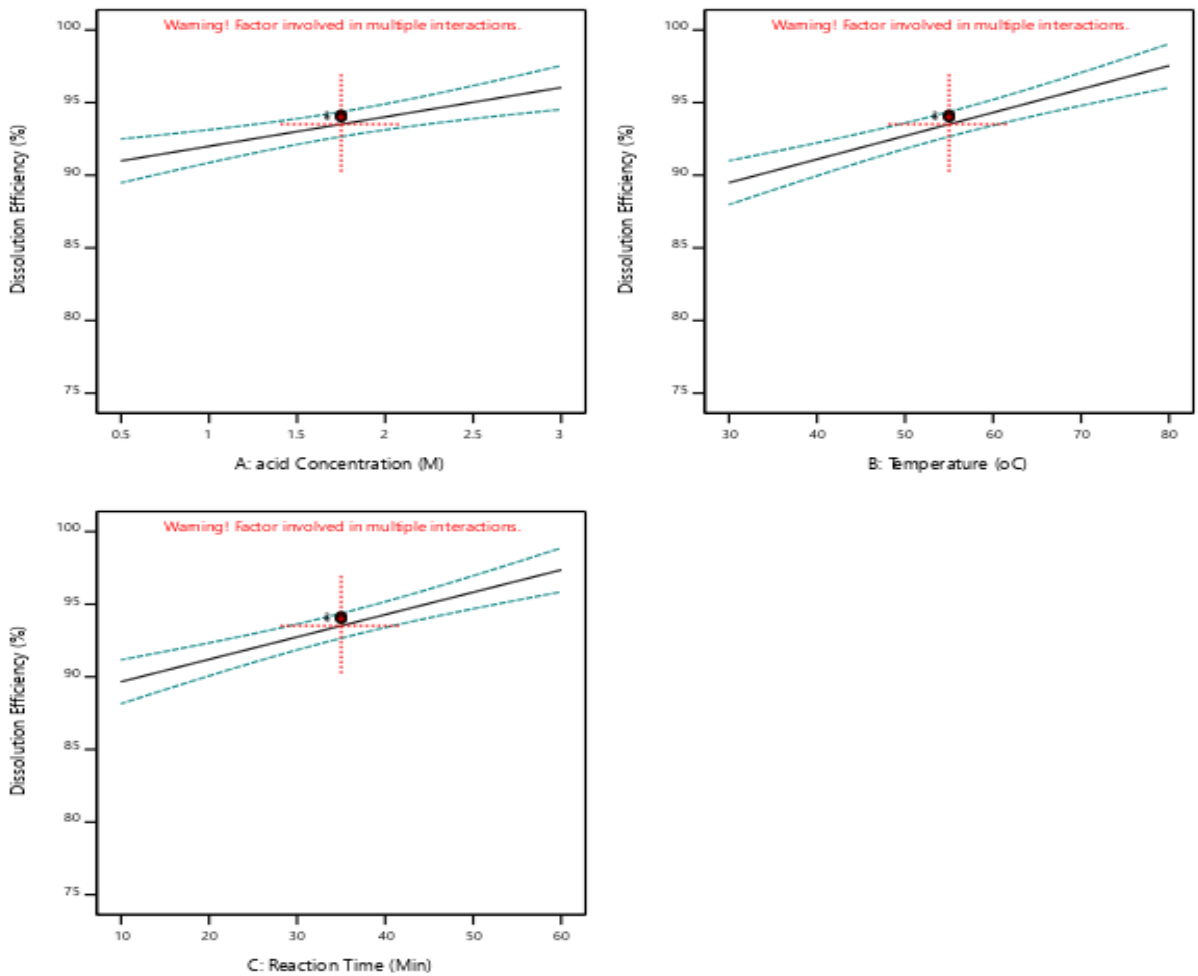 Warning! Factor involved in multiple interactions.
100
95
90
85
80
75
Dissolution Efficiency (%)
0.5 1 1.5 2 2.5 3
A: acid Concentration (M)
Warning! Factor involved in multiple interactions.
100
95
90
85
80
75
Dissolution Efficiency (%)
30 40 50 60 70 80
B: Temperature (oC)
Warning! Factor involved in multiple interactions.
100
95
90
85
80
75
Dissolution Efficiency (%)
10 20 30 40 50 60
C: Reaction Time (Min)